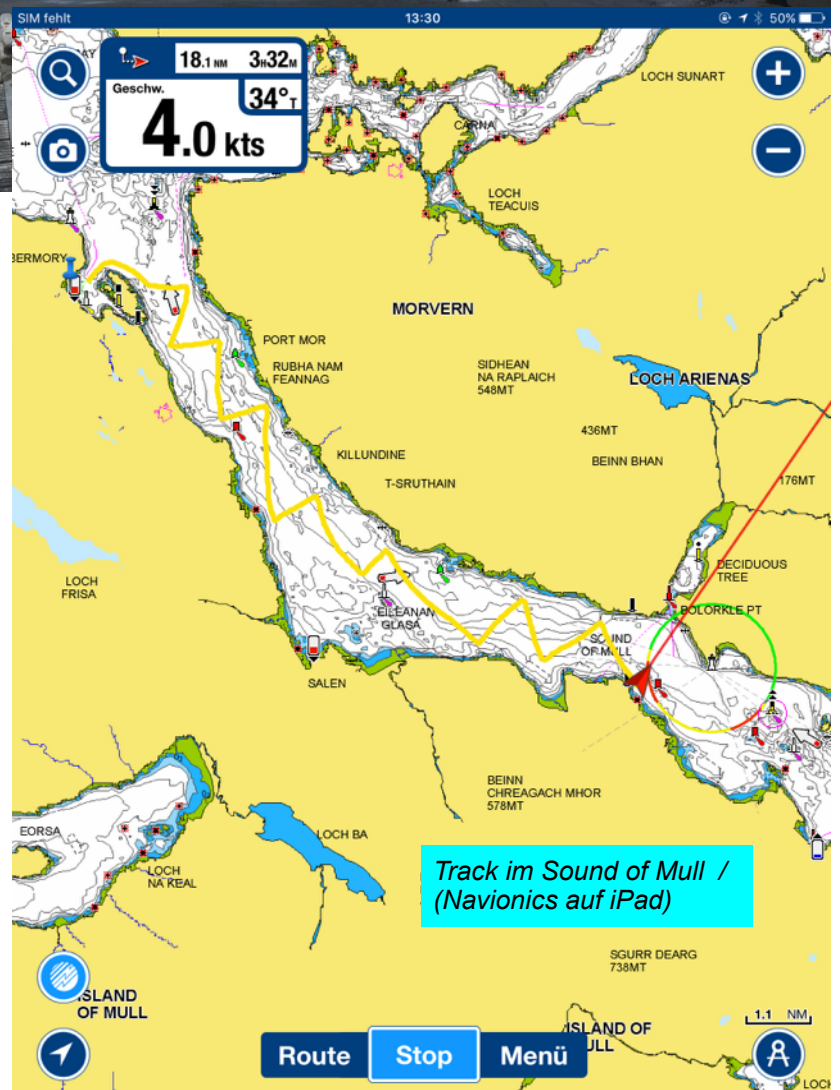 SIM fehlt
13:30
50%
18.1 NM 3H32M
Geschw.
34°T
4.0 kts
LOCH SUNART
CARNA
LOCH
TEACUIS
BERMORY
MORVERN
PORT MOR
RUBHA NAM
FEANNAG
SIDHEAN
NA RAPLAICH
548MT
LOCH ARIENAS
436MT
BEINN BHAN
KILLUNDINE
T-SRUTHAIN
176MT
LOCH
FRISA
DECIDUOUS
TREE
BOLORKLE PT
EILEANAN
GLASA
SOUND
OF MULL
SALEN
BEINN
CHREAGACH MHOR
578MT
EORSA
LOCH BA
LOCH
NA KEAL
Track im Sound of Mull /
(Navionics auf iPad)
SGURR DEARG
738MT
ISLAND
OF MULL
1.1 NM
ISLAND OF
MULL
Route Stop Menü
LOCH